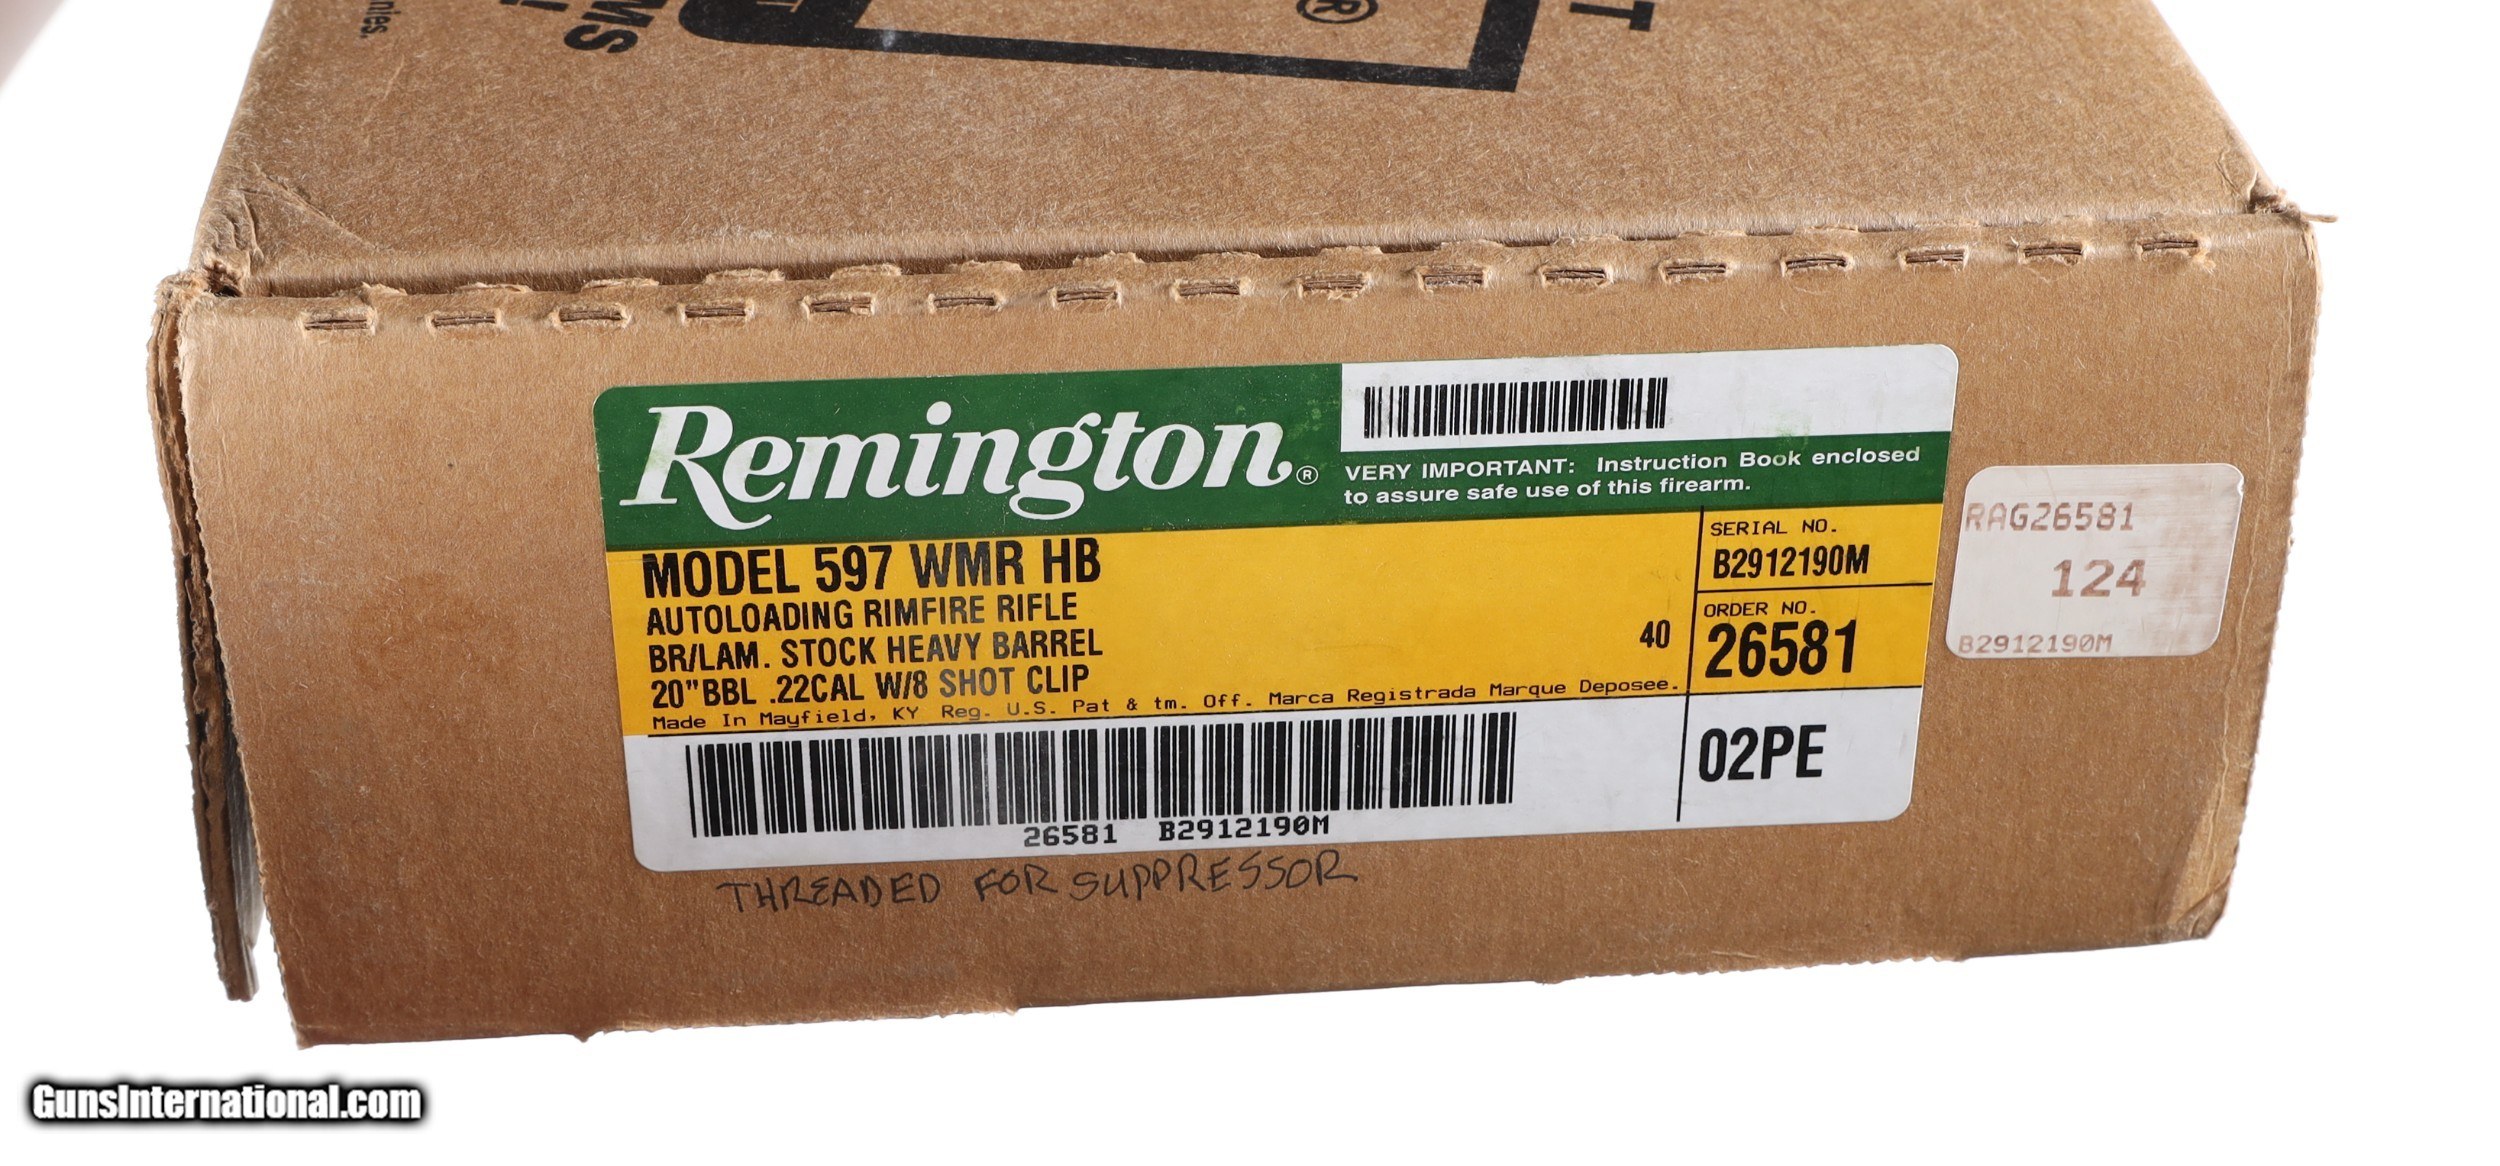 nies.
MS
T
®
Remington®
VERY IMPORTANT: Instruction Book enclosed
to assure safe use of this firearm.
MODEL 597 WMR HB
AUTOLOADING RIMFIRE RIFLE
BR/LAM. STOCK HEAVY BARREL
20"BBL .22CAL W/8 SHOT CLIP
40
Made In Mayfield, KY Reg. U.S. Pat & tm. Off. Marca Registrada Marque Deposee.
SERIAL NO.
B2912190M
ORDER NO.
26581
02PE
26581 B2912190M
RAG26581
124
B2912190M
THREADED FOR SUPPRESSOR
GunsInternational.com